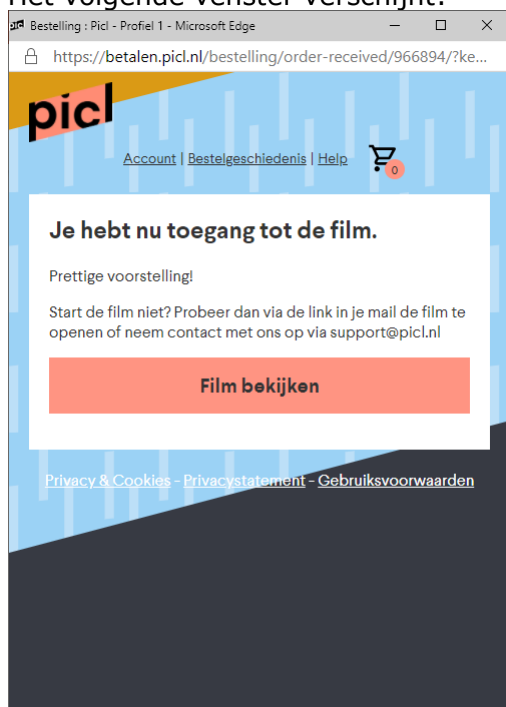 Het volgende venster verschijnt:
Bestelling : Picl - Profiel 1 - Microsoft Edge
https://betalen.picl.nl/bestelling/order-received/966894/?ke...
picl
Account | Bestelgeschiedenis | Help
0
Je hebt nu toegang tot de film.
Prettige voorstelling!
Start de film niet? Probeer dan via de link in je mail de film te
openen of neem contact met ons op via support@picl.nl
Film bekijken
Privacy & Cookies - Privacystatement - Gebruiksvoorwaarden